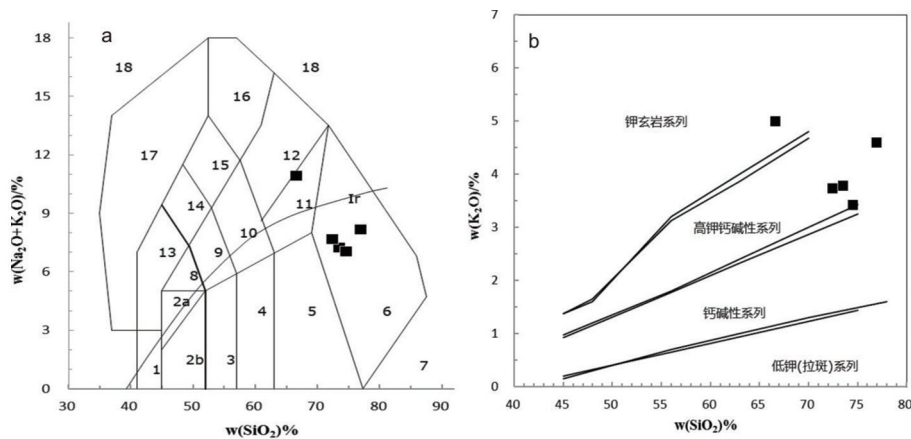 a
w(Na₂O+K₂O)/%
18
15
12
9
6
3
0
18
18
16
17
12
15
Ir
14
11
10
13
9
8
2a
4
5
6
1
2b
3
7
30 40 50 60 70 80 90
w(SiO₂)%
b
w(K₂O)/%
7
6
5
4
3
2
1
0
钾玄岩系列
高钾钙碱性系列
钙碱性系列
低钾(拉斑)系列
40 45 50 55 60 65 70 75 80
w(SiO₂)%